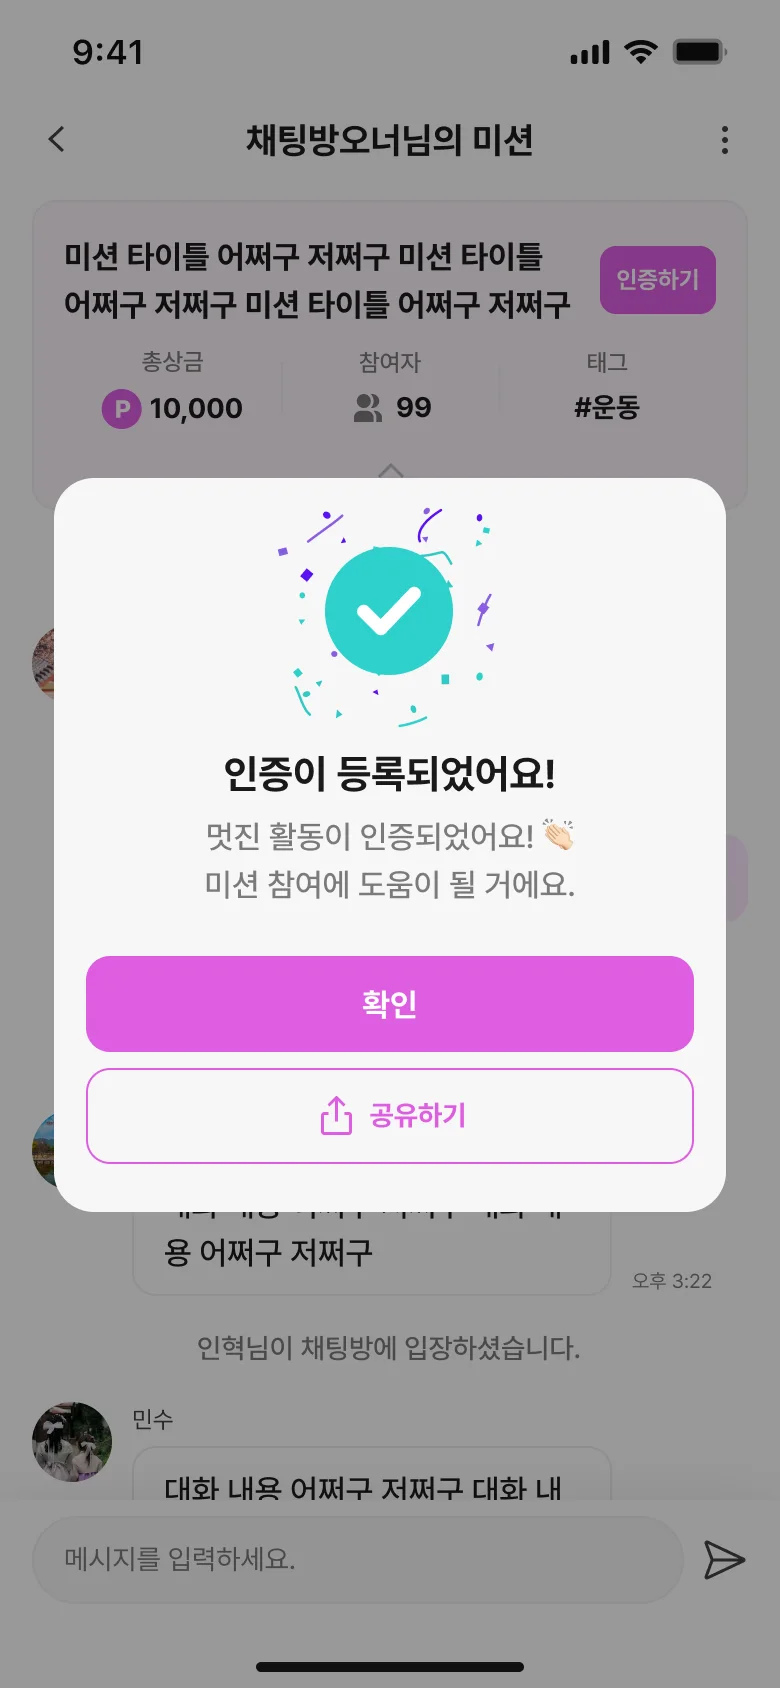 9:41
채팅방오너님의 미션
미션 타이틀 어쩌구 저쩌구 미션 타이틀
어쩌구 저쩌구 미션 타이틀 어쩌구 저쩌구
인증하기
총상금
참여자
태그
P 10,000
99
#운동
인증이 등록되었어요!
멋진 활동이 인증되었어요! 👏🏻
미션 참여에 도움이 될 거에요.
확인
공유하기
용 어쩌구 저쩌구
오후 3:22
인혁님이 채팅방에 입장하셨습니다.
민수
대화 내용 어쩌구 저쩌구 대화 내
메시지를 입력하세요.